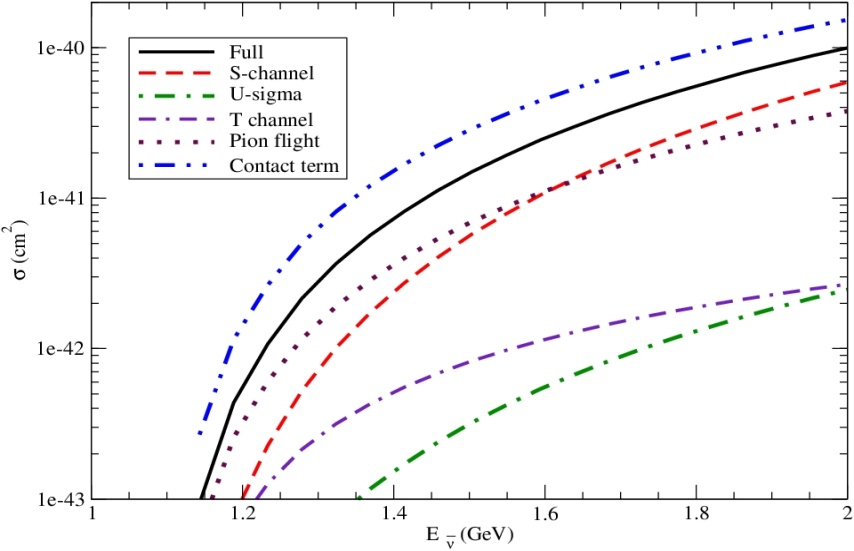 1e-40
Full
S-channel
U-sigma
T channel
Pion flight
Contact term
1e-41
σ (cm²)
1e-42
1e-43
1
1.2
1.4
1.6
1.8
2
E ν̄ (GeV)